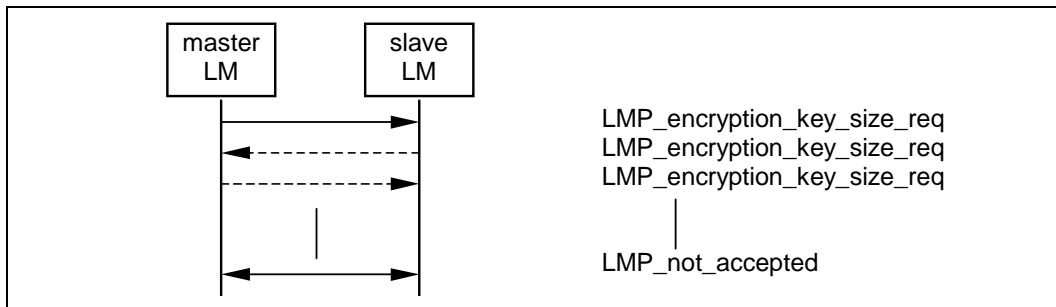 master
LM
slave
LM
LMP_encryption_key_size_req
LMP_encryption_key_size_req
LMP_encryption_key_size_req
LMP_not_accepted